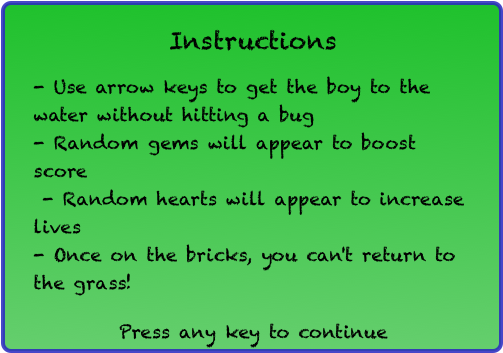 Instructions
- Use arrow keys to get the boy to the
water without hitting a bug
- Random gems will appear to boost
score
- Random hearts will appear to increase
lives
- Once on the bricks, you can't return to
the grass!
Press any key to continue